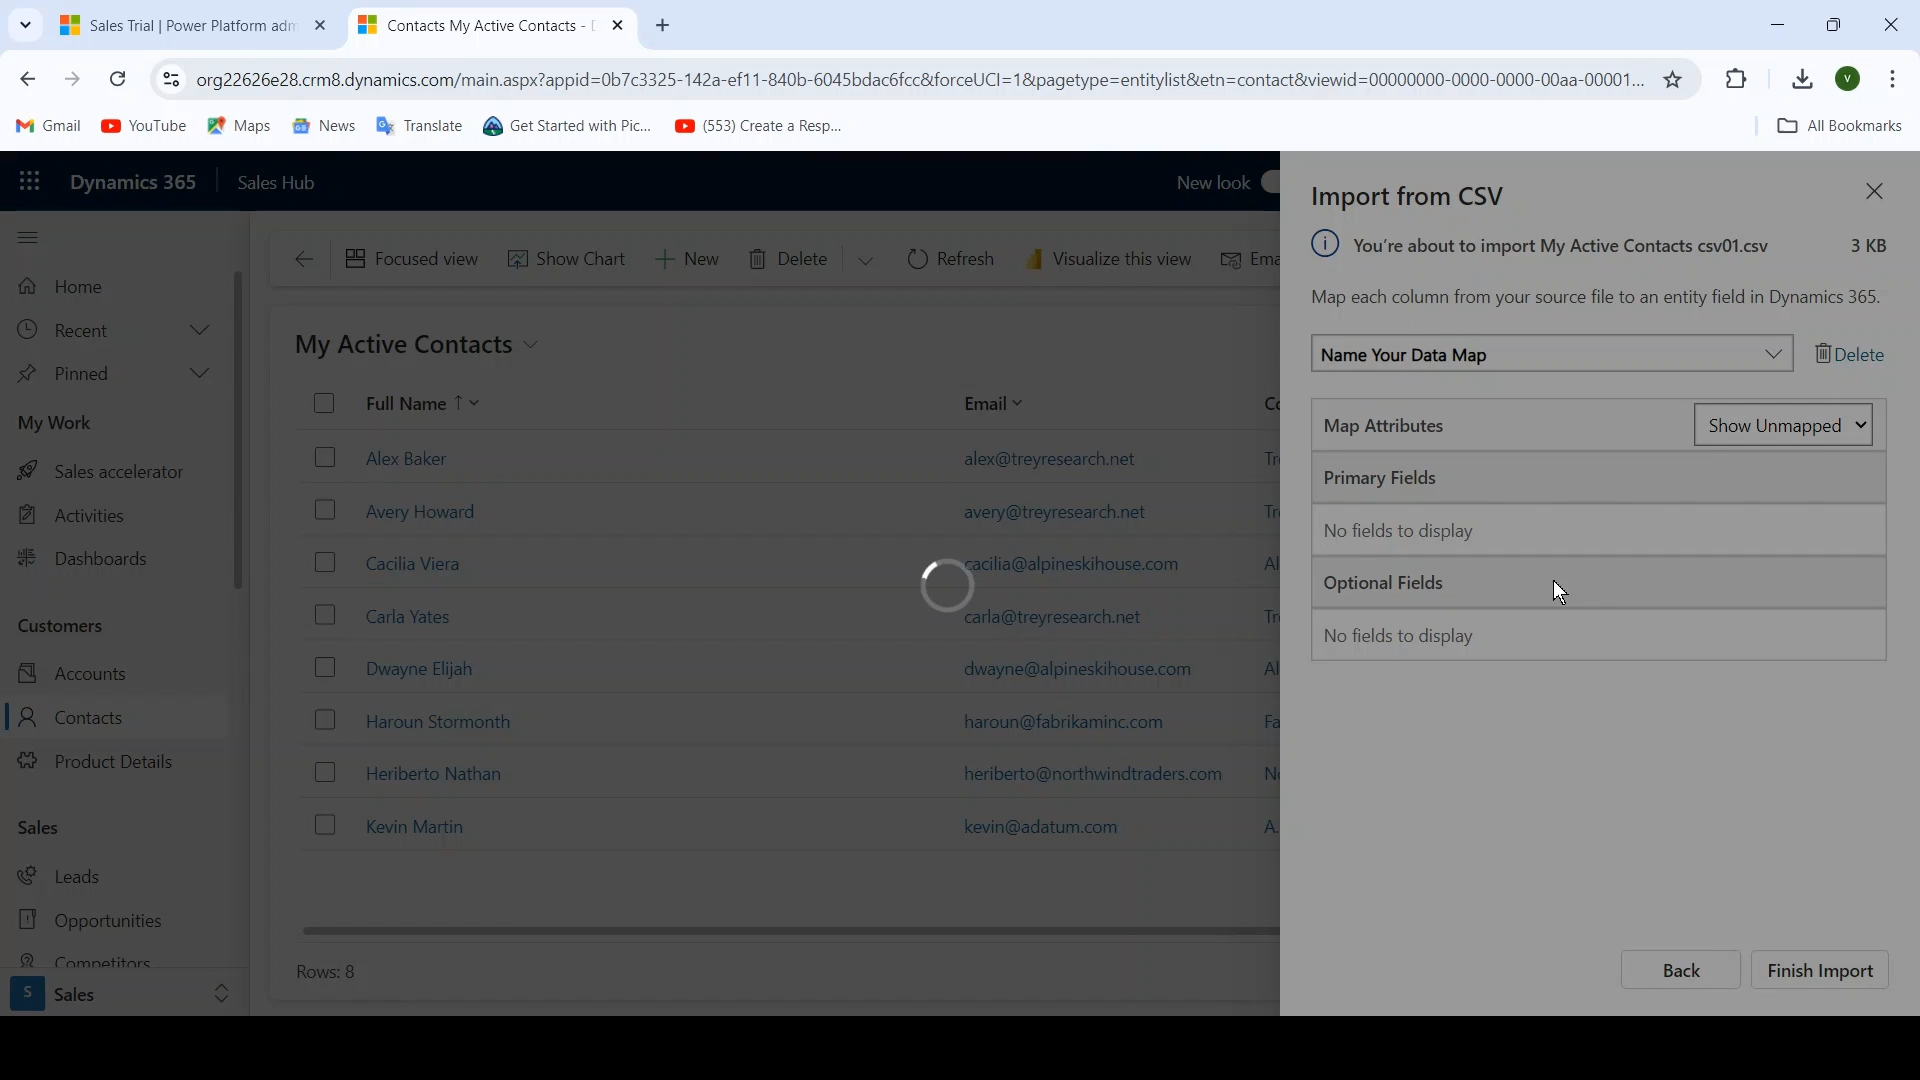 Sales Trial | Power Platform adm
Contacts My Active Contacts -
org22626e28.crm8.dynamics.com/main.aspx?appid=0b7c3325-142a-ef11-840b-6045bdac6fcc&forceUCI=1&pagetype=entitylist&etn=contact&viewid=00000000-0000-0000-00aa-00001...
V
Gmail YouTube Maps News Translate Get Started with Pic... (553) Create a Resp... All Bookmarks
Dynamics 365 Sales Hub New look
Home
Recent
Pinned
My Work
Sales accelerator
Activities
Dashboards
Customers
Accounts
Contacts
Product Details
Sales
Leads
Opportunities
Competitors
S Sales
Focused view Show Chart New Delete Refresh Visualize this view Ema
My Active Contacts
Full Name Email Co
Alex Baker alex@treyresearch.net Tr
Avery Howard avery@treyresearch.net Tr
Cacilia Viera cacilia@alpineskihouse.com Al
Carla Yates carla@treyresearch.net Tr
Dwayne Elijah dwayne@alpineskihouse.com Al
Haroun Stormonth haroun@fabrikaminc.com Fa
Heriberto Nathan heriberto@northwindtraders.com No
Kevin Martin kevin@adatum.com A.
Rows: 8
Import from CSV
You're about to import My Active Contacts csv01.csv 3 KB
Map each column from your source file to an entity field in Dynamics 365.
Name Your Data Map Delete
Map Attributes Show Unmapped
Primary Fields
No fields to display
Optional Fields
No fields to display
Back Finish Import